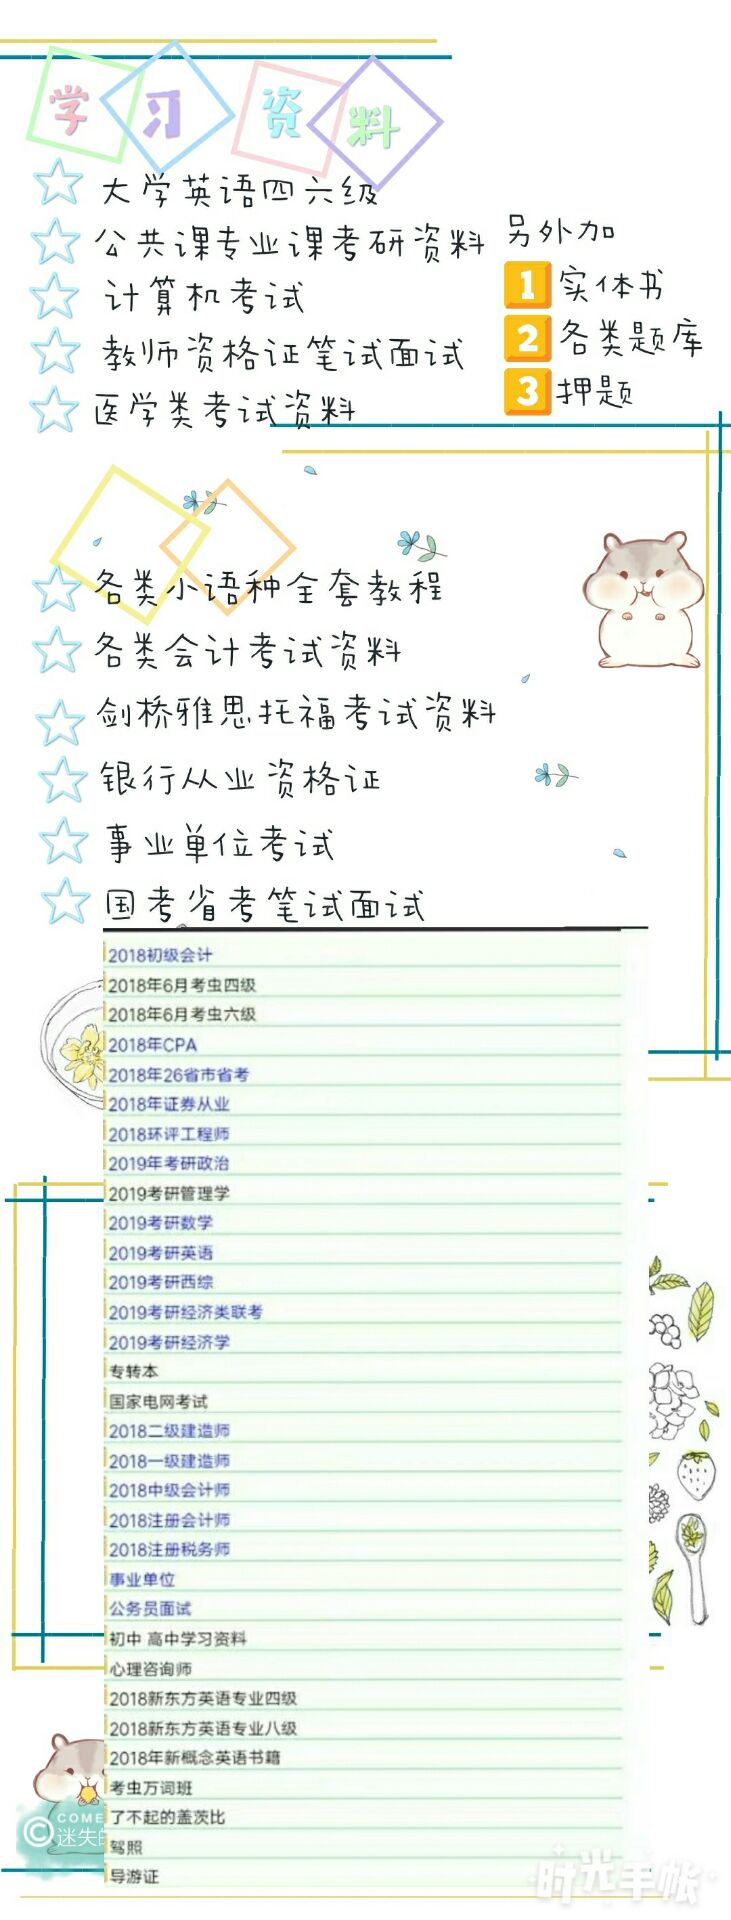 学习资料
大学英语四六级
公共课专业课考研资料
计算机考试
教师资格证笔试面试
医学类考试资料
另外加
1 实体书
2 各类题库
3 押题
各类小语种全套教程
各类会计考试资料
剑桥雅思托福考试资料
银行从业资格证
事业单位考试
国考省考笔试面试
2018初级会计
2018年6月考虫四级
2018年6月考虫六级
2018年CPA
2018年26省市省考
2018年证券从业
2018环评工程师
2019年考研政治
2019考研管理学
2019考研数学
2019考研英语
2019考研西综
2019考研经济类联考
2019考研经济学
专转本
国家电网考试
2018二级建造师
2018一级建造师
2018中级会计师
2018注册会计师
2018注册税务师
事业单位
公务员面试
初中 高中学习资料
心理咨询师
2018新东方英语专业四级
2018新东方英语专业八级
2018年新概念英语书籍
考虫万词班
了不起的盖茨比
驾照
导游证
COME
©迷失的
时光手帐